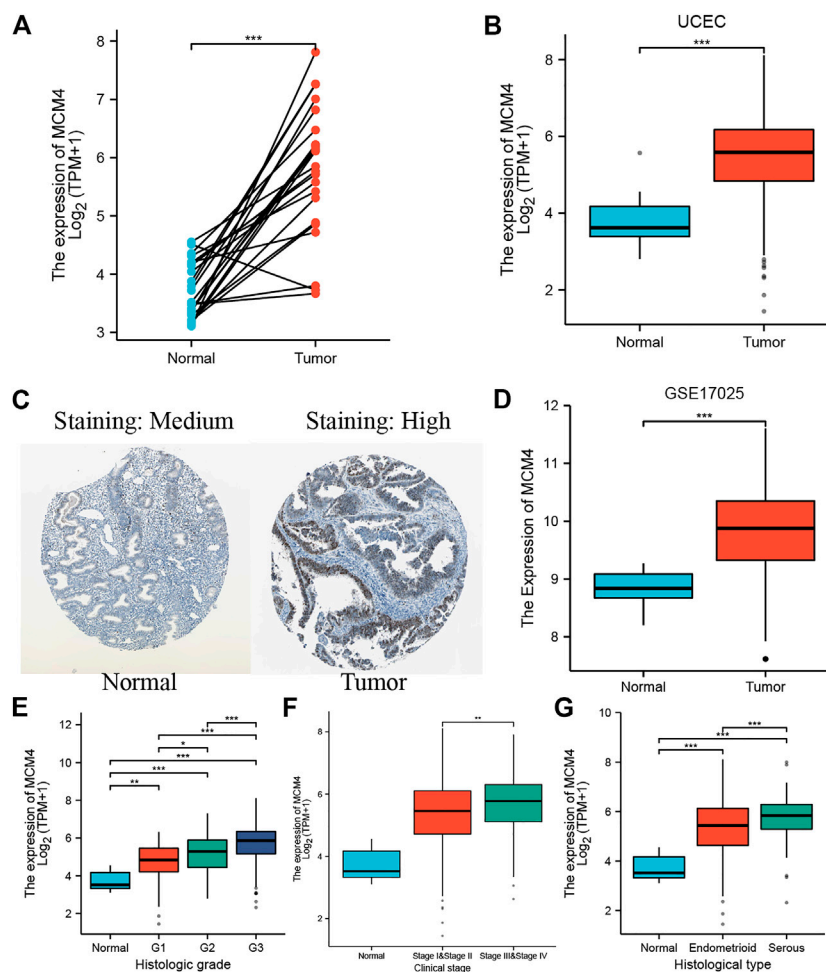 A
The expression of MCM4
Log2 (TPM+1)
8
7
6
5
4
3
***
Normal
Tumor
B
UCEC
The expression of MCM4
Log2 (TPM+1)
8
6
4
2
***
Normal
Tumor
C
Staining: Medium
Staining: High
Normal
Tumor
D
GSE17025
The Expression of MCM4
12
11
10
9
8
***
Normal
Tumor
E
The expression of MCM4
Log2 (TPM+1)
12
10
8
6
4
2
***
***
*
***
***
**
Normal
G1
G2
G3
Histologic grade
F
The expression of MCM4
Log2 (TPM+1)
8
6
4
2
**
Normal
Stage I&Stage II
Stage III&Stage IV
Clinical stage
G
The expression of MCM4
Log2 (TPM+1)
10
8
6
4
2
***
***
***
Normal
Endometrioid
Serous
Histological type